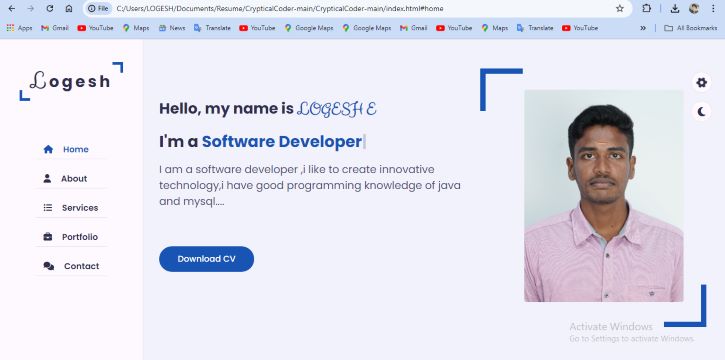 File C:/Users/LOGESH/Documents/Resume/CrypticalCoder-main/CrypticalCoder-main/index.html#home
Apps Gmail YouTube Maps News Translate YouTube Google Maps Google Maps Gmail YouTube Maps Translate YouTube » All Bookmarks
Logesh
Home
About
Services
Portfolio
Contact
Hello, my name is LOGESH E
I'm a Software Developer
I am a software developer ,i like to create innovative
technology,i have good programming knowledge of java
and mysql....
Download CV
Activate Windows
Go to Settings to activate Windows.